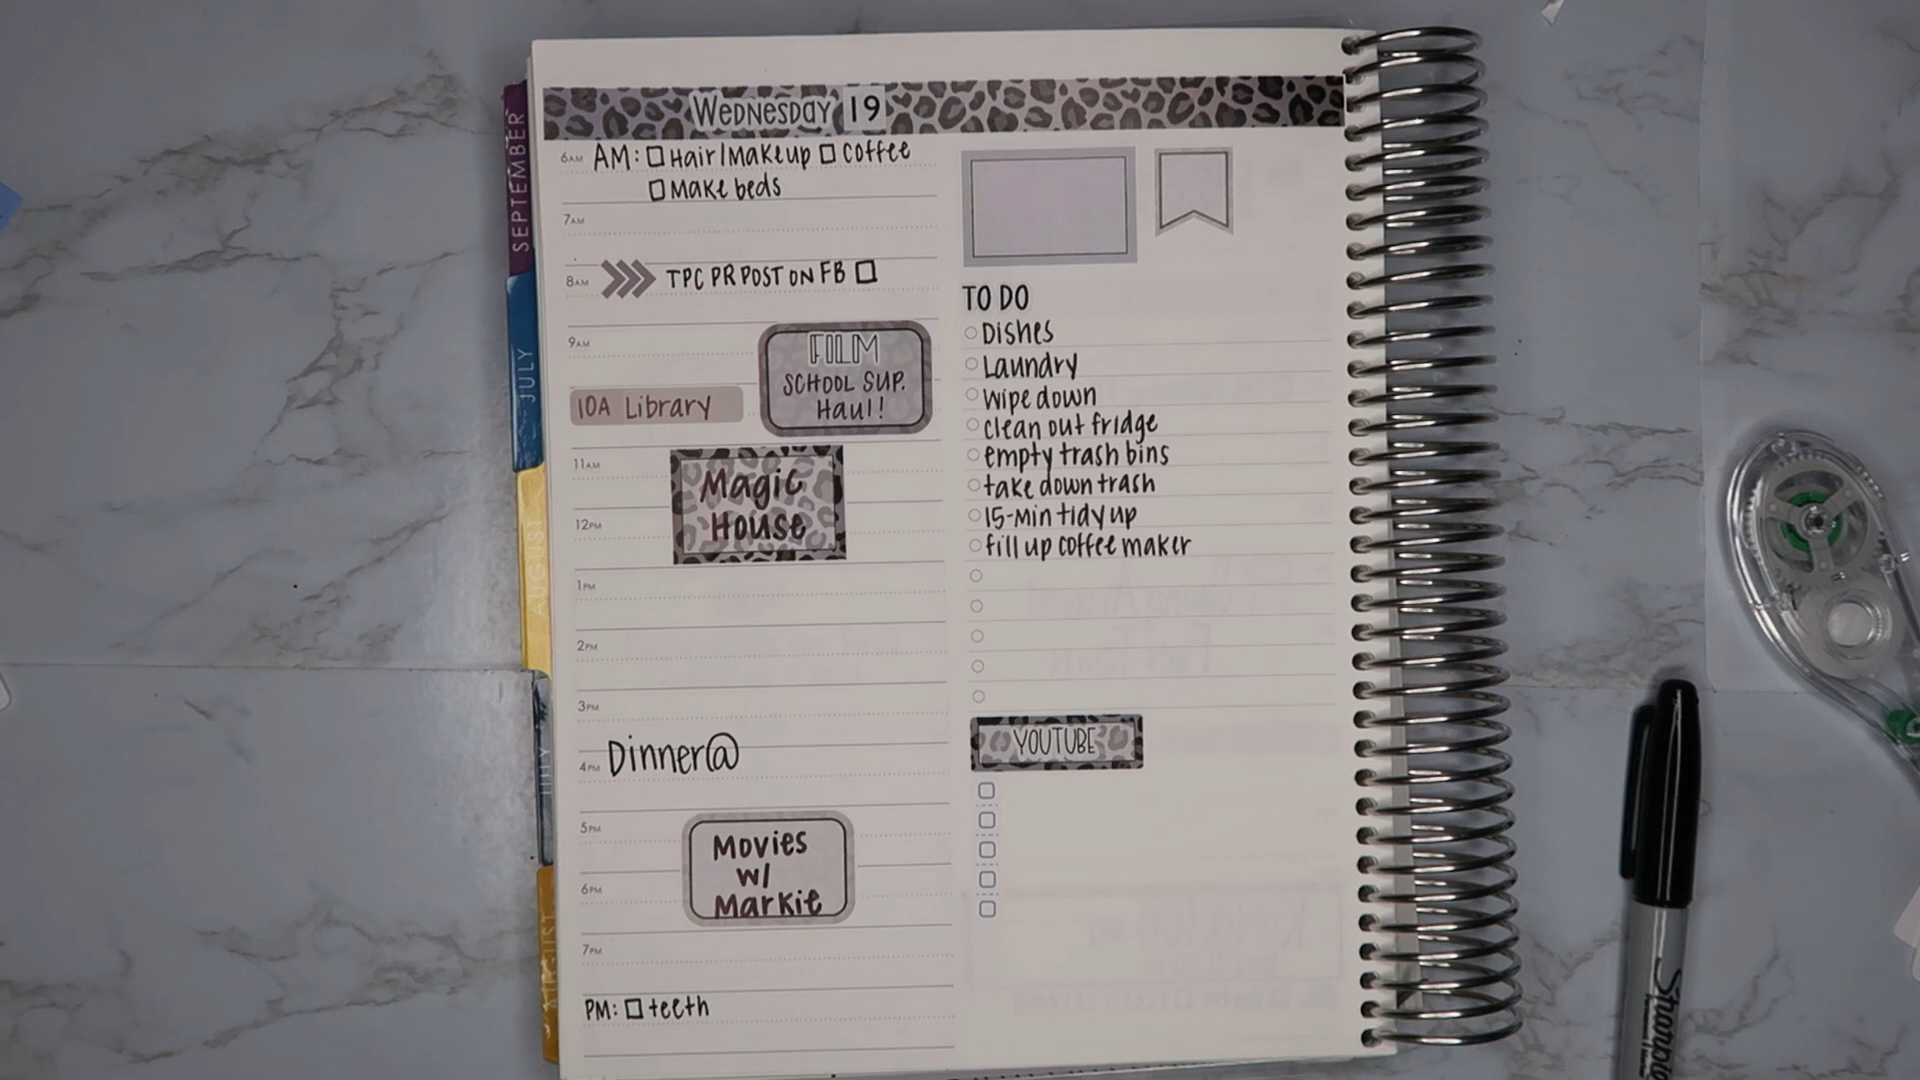 Wednesday 19
6AM AM: Hair/Makeup Coffee
Make beds
7AM
8AM TPC PR POST ON FB
9AM
FILM
SCHOOL SUP.
Haul!
10A Library
11AM
Magic
House
12PM
1PM
2PM
3PM
4PM Dinner@
5PM
Movies
w/
Markie
6PM
7PM
PM: teeth
TO DO
Dishes
Laundry
Wipe down
clean out fridge
empty trash bins
take down trash
15-min tidy up
fill up coffee maker
YOUTUBE
SEPTEMBER
JULY
AUGUST
JULY
AUGUST
Sharpie